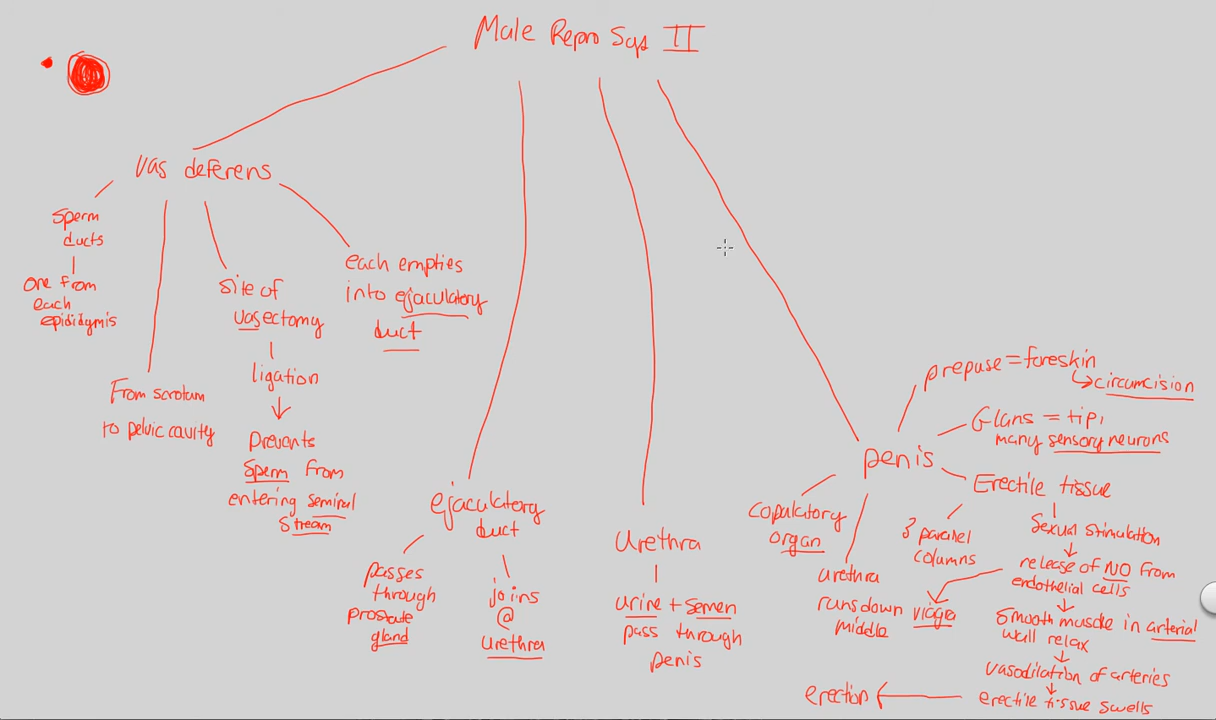 Male Repro Sys II
Vas deferens
Sperm
ducts
one from
each
epididymis
From scrotum
to pelvic cavity
Site of
Vasectomy
ligation
Prevents
Sperm from
entering seminal
Stream
each empties
into ejaculatory
duct
ejaculatory
duct
passes
through
prostate
gland
joins
@
urethra
Urethra
urine + Semen
pass through
penis
penis
Copulatory
organ
urethra
runs down
middle
prepuse = foreskin
circumcision
Glans = tip,
many sensory neurons
Erectile tissue
3 parallel
columns
Sexual Stimulation
release of NO from
endothelial cells
viagra
Smooth muscle in arterial
wall relax
vasodilation of arteries
erectile tissue swells
erection